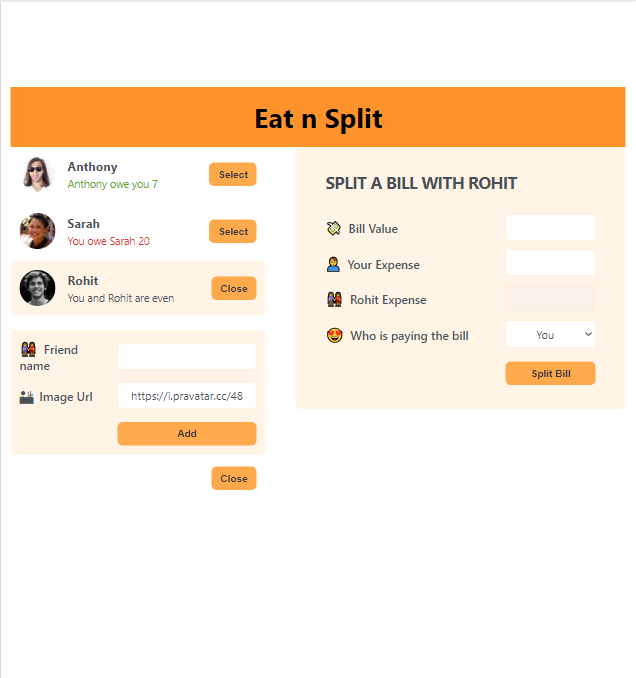 Eat n Split
Anthony
Anthony owe you 7
Select
Sarah
You owe Sarah 20
Select
Rohit
You and Rohit are even
Close
Friend
name
Image Url
https://i.pravatar.cc/48
Add
Close
SPLIT A BILL WITH ROHIT
Bill Value
Your Expense
Rohit Expense
Who is paying the bill
You
Split Bill